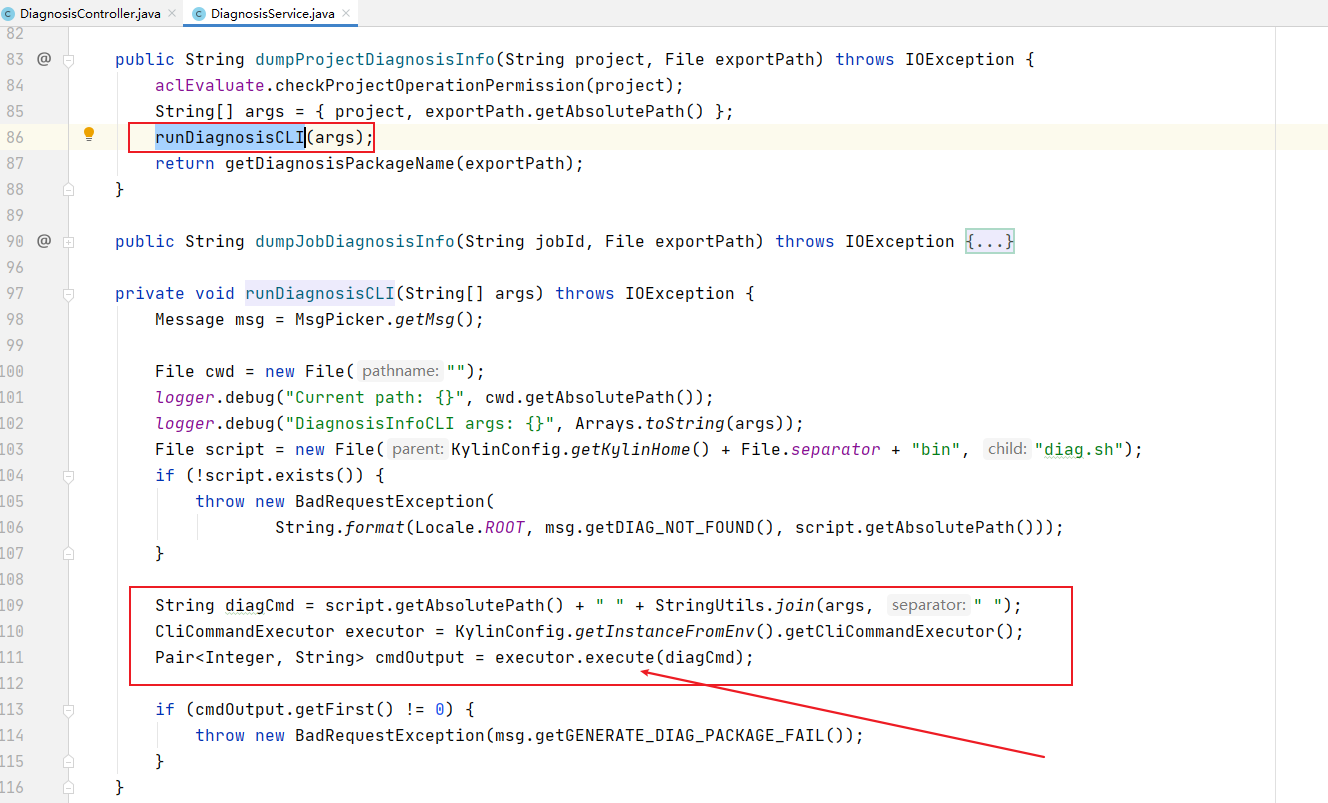 DiagnosisController.java × DiagnosisService.java ×
82
83 @ public String dumpProjectDiagnosisInfo(String project, File exportPath) throws IOException {
84 aclEvaluate.checkProjectOperationPermission(project);
85 String[] args = { project, exportPath.getAbsolutePath() };
86 runDiagnosisCLI(args);
87 return getDiagnosisPackageName(exportPath);
88 }
89
90 @ public String dumpJobDiagnosisInfo(String jobId, File exportPath) throws IOException {...}
96
97 private void runDiagnosisCLI(String[] args) throws IOException {
98 Message msg = MsgPicker.getMsg();
99
100 File cwd = new File( pathname: "");
101 logger.debug("Current path: {}", cwd.getAbsolutePath());
102 logger.debug("DiagnosisInfoCLI args: {}", Arrays.toString(args));
103 File script = new File( parent: KylinConfig.getKylinHome() + File.separator + "bin", child: "diag.sh");
104 if (!script.exists()) {
105 throw new BadRequestException(
106 String.format(Locale.ROOT, msg.getDIAG_NOT_FOUND(), script.getAbsolutePath()));
107 }
108
109 String diagCmd = script.getAbsolutePath() + " " + StringUtils.join(args, separator: " ");
110 CliCommandExecutor executor = KylinConfig.getInstanceFromEnv().getCliCommandExecutor();
111 Pair<Integer, String> cmdOutput = executor.execute(diagCmd);
112
113 if (cmdOutput.getFirst() != 0) {
114 throw new BadRequestException(msg.getGENERATE_DIAG_PACKAGE_FAIL());
115 }
116 }